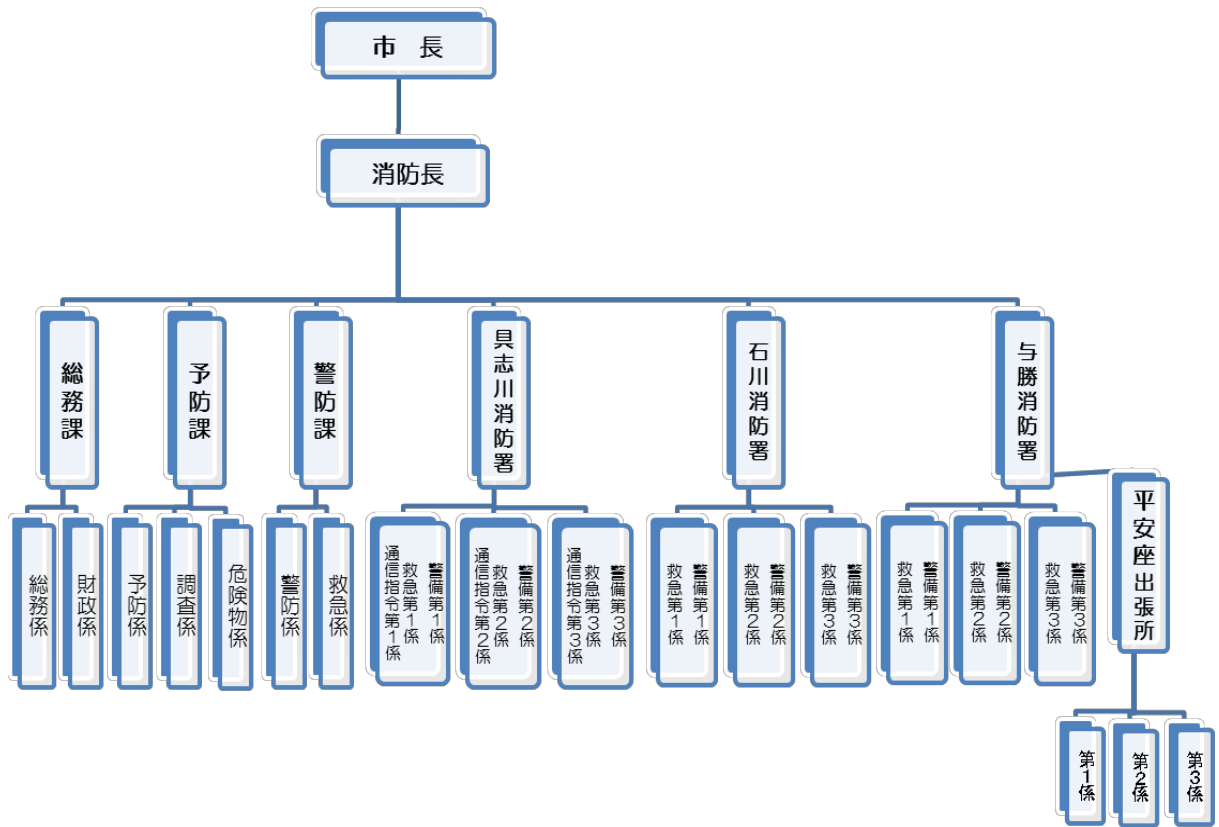 市　長
消防長
総務課
予防課
警防課
具志川消防署
石川消防署
与勝消防署
平安座出張所
総務係
財政係
予防係
調査係
危険物係
警防係
救急係
警備第1係
救急第1係
通信指令第1係
警備第2係
救急第2係
通信指令第2係
警備第3係
救急第3係
通信指令第3係
警備第1係
救急第1係
警備第2係
救急第2係
警備第3係
救急第3係
警備第1係
救急第1係
警備第2係
救急第2係
警備第3係
救急第3係
第1係
第2係
第3係